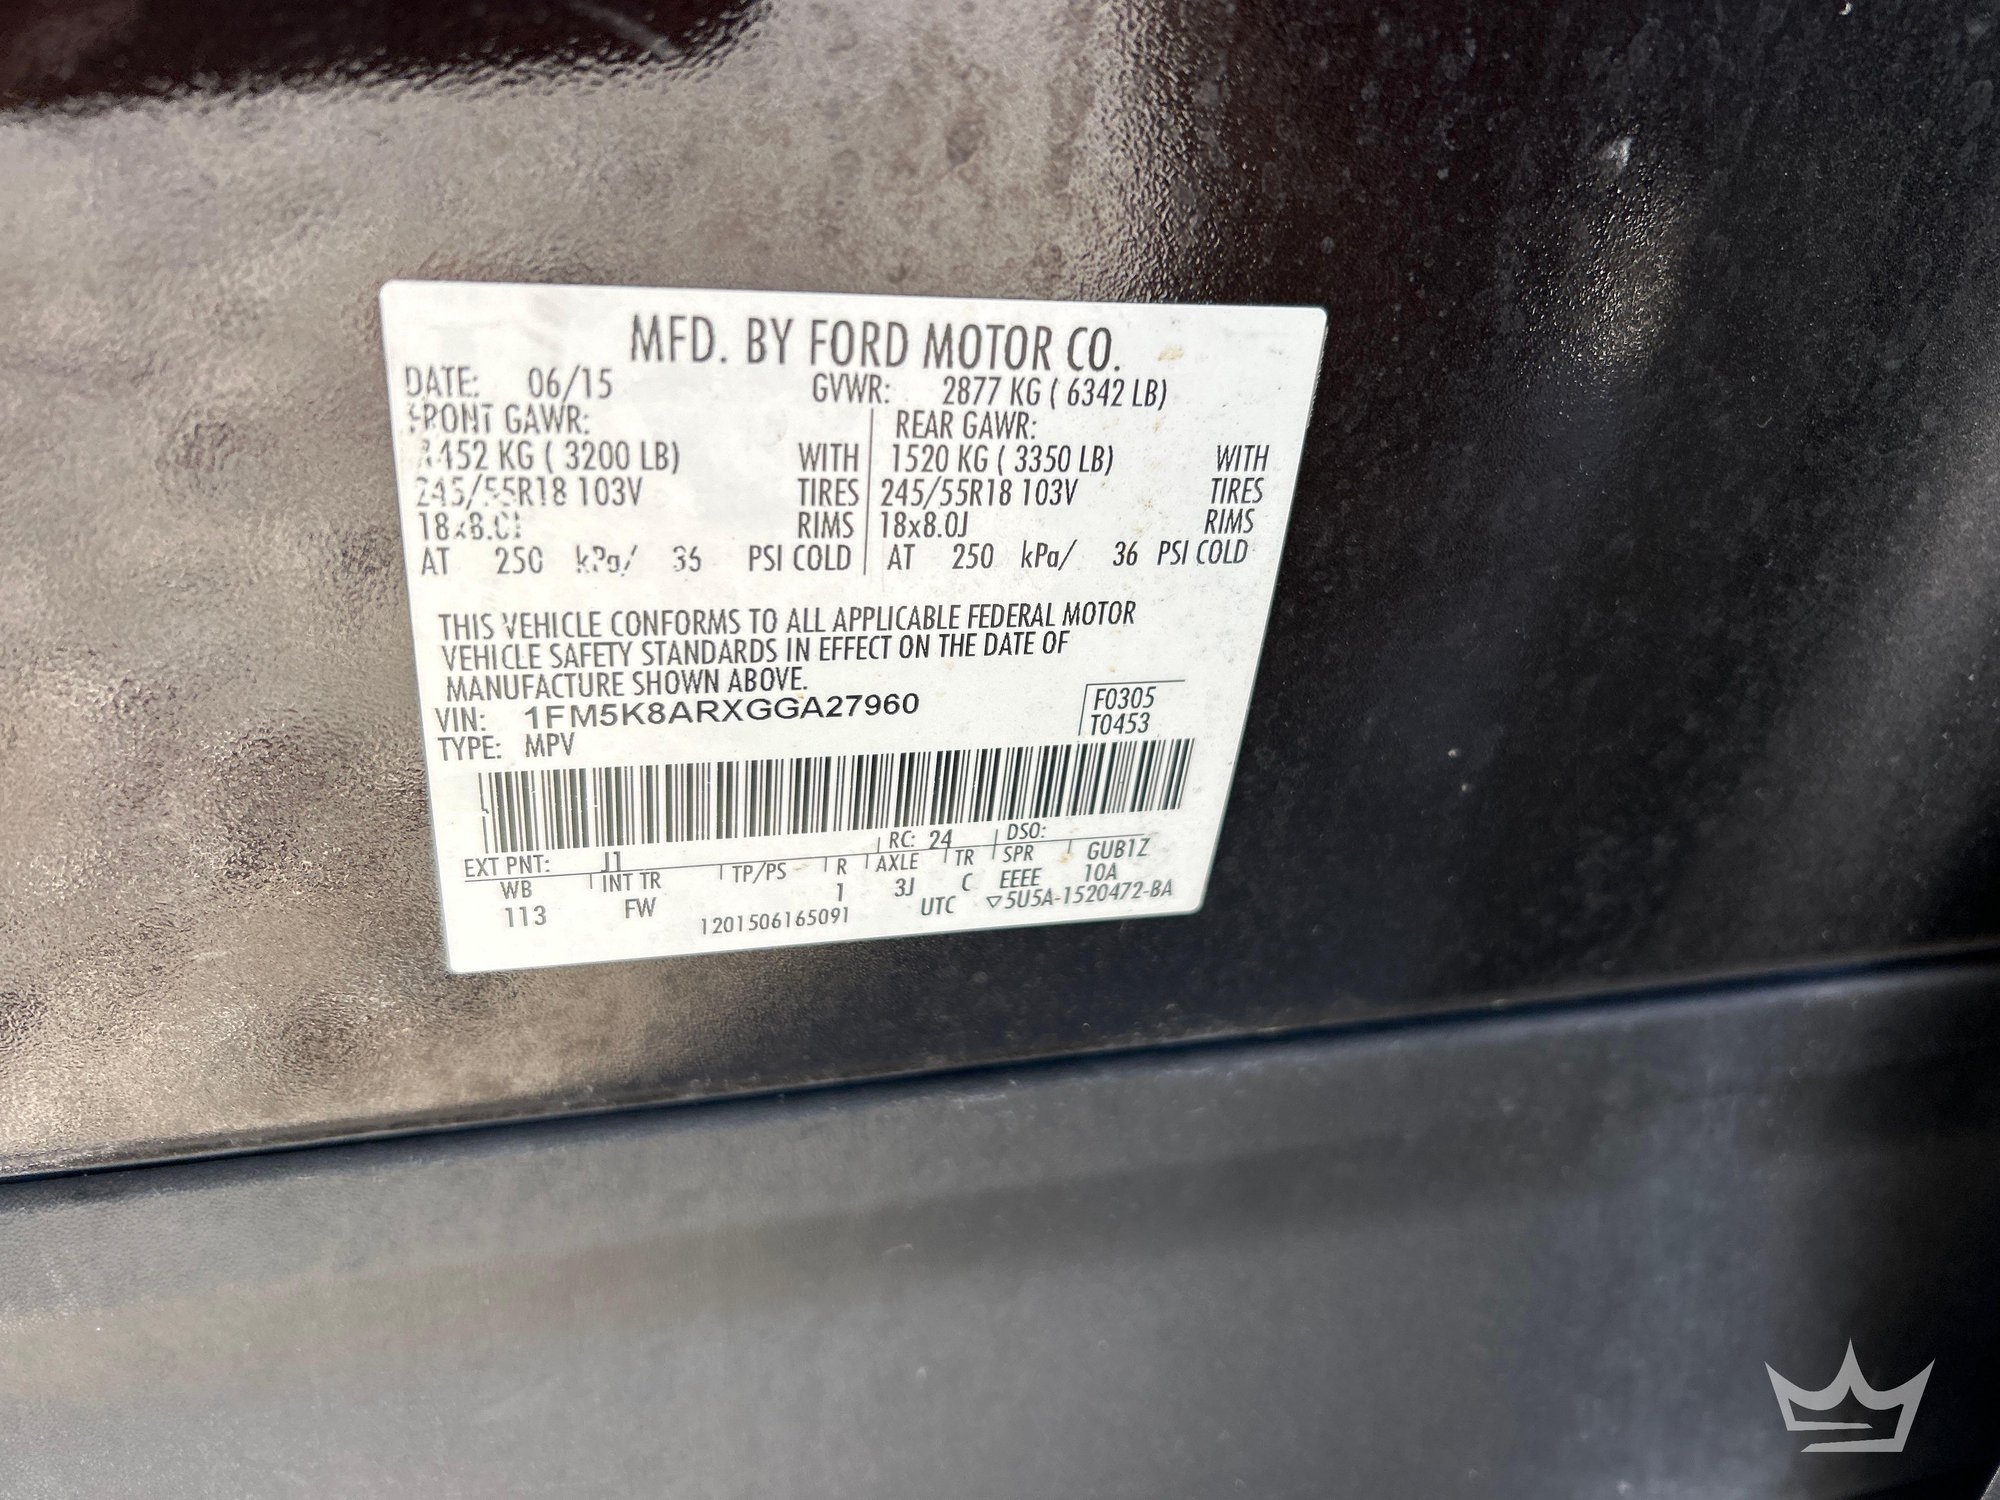 MFD. BY FORD MOTOR CO.
DATE: 06/15 GVWR: 2877 KG ( 6342 LB)
FRONT GAWR: REAR GAWR:
1452 KG ( 3200 LB) WITH 1520 KG ( 3350 LB) WITH
245/55R18 103V TIRES 245/55R18 103V TIRES
18x8.0J RIMS 18x8.0J RIMS
AT 250 kPa/ 36 PSI COLD AT 250 kPa/ 36 PSI COLD
THIS VEHICLE CONFORMS TO ALL APPLICABLE FEDERAL MOTOR
VEHICLE SAFETY STANDARDS IN EFFECT ON THE DATE OF
MANUFACTURE SHOWN ABOVE.
VIN: 1FM5K8ARXGGA27960 F0305
TYPE: MPV T0453
EXT PNT: J1 RC: 24 DSO:
WB INT TR TP/PS R AXLE TR SPR GUB1Z
113 FW 1 3J C EEEE 10A
1201506165091 UTC ▽5U5A-1520472-BA